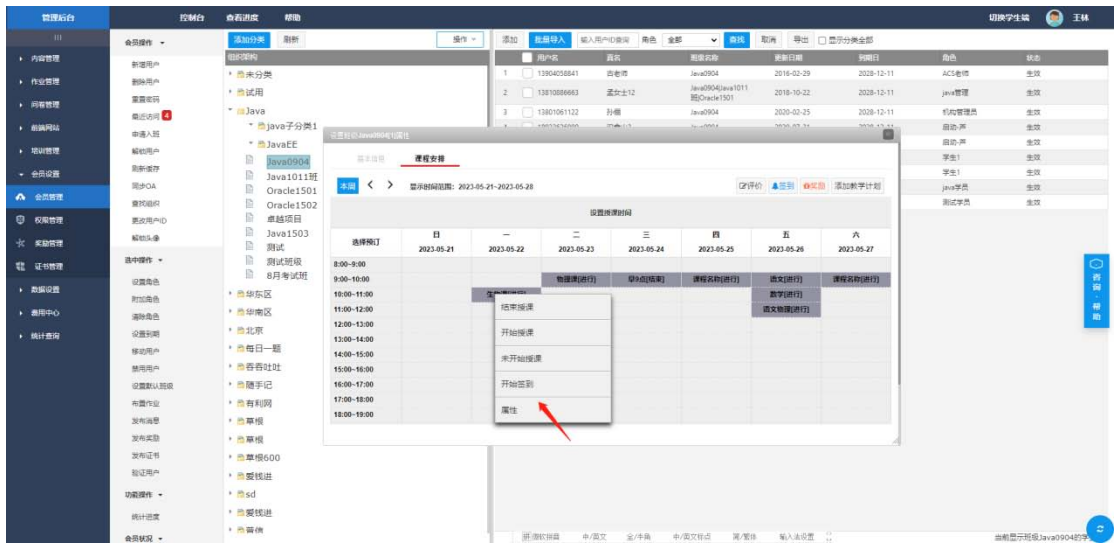 管理后台 控制台 查看进度 帮助 切换学生端 王林
内容管理
作业管理
问卷管理
前端网站
培训管理
会员设置
会员管理
权限管理
奖励管理
证书管理
数据设置
费用中心
统计查询
会员操作
新增用户
删除用户
重置密码
最近访问 4
申请入班
解锁用户
刷新缓存
同步OA
查找组织
更改用户ID
解锁头像
选中操作
设置角色
附加角色
清除角色
设置到期
移动用户
禁用用户
设置默认班级
布置作业
发布消息
发布奖励
发布证书
验证用户
功能操作
统计进度
会员状况
添加分类 刷新 操作
组织架构
未分类
试用
Java
java子分类1
JavaEE
Java0904
Java1011班
Oracle1501
Oracle1502
卓越项目
Java1503
测试
测试班级
8月考试班
华东区
华南区
北京
每日一题
吞吞吐吐
随手记
有利网
草根
草根
草根600
爱钱进
sd
爱钱进
普信
添加 批量导入 输入用户ID查询 角色 全部 查找 取消 导出 显示分类全部
用户名 真名 班级名称 更新日期 到期日 角色 状态
1 13904058841 古老师 Java0904 2016-02-29 2028-12-11 ACS老师 生效
2 13810886663 孟女士12 Java0904|Java1011班|Oracle1501 2018-10-22 2028-12-11 java管理 生效
3 13801061122 孙楷 Java0904 2020-02-25 2028-12-11 机构管理员 生效
启动-严 生效
启动-严 生效
学生1 生效
学生1 生效
java学员 生效
测试学员 生效
设置班级Java0904[1]属性
基本信息 课程安排
本周 显示时间范围: 2023-05-21~2023-05-28 评价 签到 奖励 添加教学计划
设置授课时间
选择预订 日 一 二 三 四 五 六
2023-05-21 2023-05-22 2023-05-23 2023-05-24 2023-05-25 2023-05-26 2023-05-27
8:00~9:00
9:00~10:00 物理课[进行] 早9点[结束] 课程名称[进行] 语文[进行] 课程名称[进行]
10:00~11:00 数学[进行]
11:00~12:00 语文物理[进行]
12:00~13:00
13:00~14:00
14:00~15:00
15:00~16:00
16:00~17:00
17:00~18:00
18:00~19:00
结束授课
开始授课
未开始授课
开始签到
属性
咨询·帮助
拼 微软拼音 中/英文 全/半角 中/英文标点 简/繁体 输入法设置
当前显示班级Java0904的学